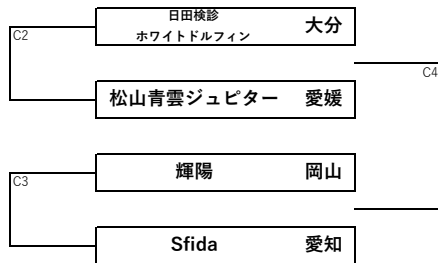 日田検診
ホワイトドルフィン 大分
C2
C4
松山青雲ジュピター 愛媛
輝陽 岡山
C3
Sfida 愛知